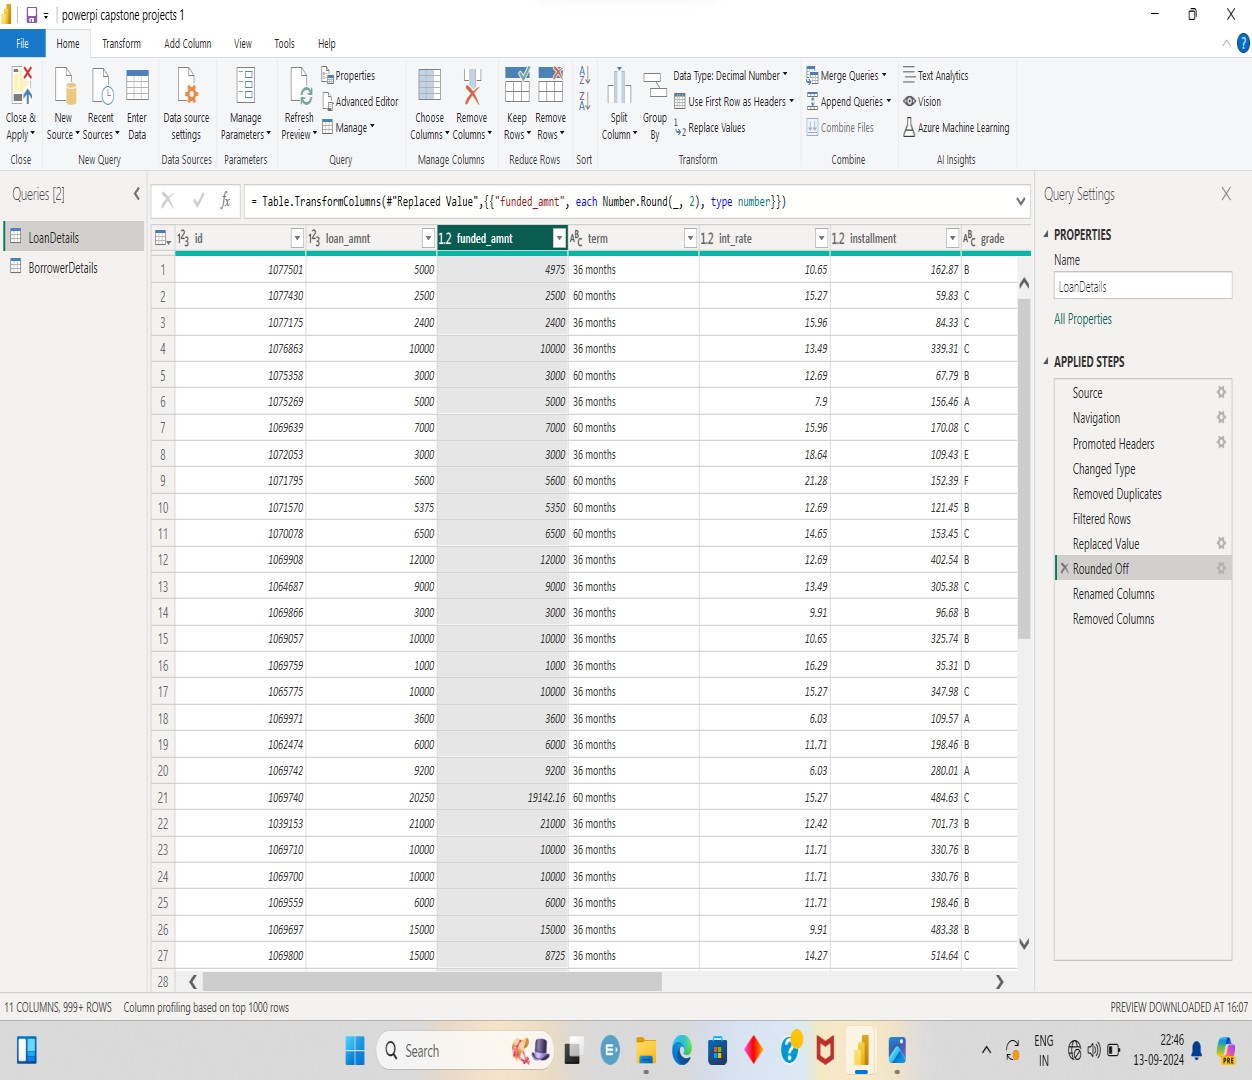 powerpi capstone projects 1
File Home Transform Add Column View Tools Help
Close & Apply New Source Recent Sources Enter Data Data source settings Manage Parameters Refresh Preview Properties Advanced Editor Manage Choose Columns Remove Columns Keep Rows Remove Rows Split Column Group By Data Type: Decimal Number Use First Row as Headers Replace Values Merge Queries Append Queries Combine Files Text Analytics Vision Azure Machine Learning
Close New Query Data Sources Parameters Query Manage Columns Reduce Rows Sort Transform Combine AI Insights
Queries [2]
LoanDetails
BorrowerDetails
= Table.TransformColumns(#"Replaced Value",{{"funded_amnt", each Number.Round(_, 2), type number}})
1²3 id 1²3 loan_amnt 1.2 funded_amnt ABC term 1.2 int_rate 1.2 installment ABC grade
1 1077501 5000 4975 36 months 10.65 162.87 B
2 1077430 2500 2500 60 months 15.27 59.83 C
3 1077175 2400 2400 36 months 15.96 84.33 C
4 1076863 10000 10000 36 months 13.49 339.31 C
5 1075358 3000 3000 60 months 12.69 67.79 B
6 1075269 5000 5000 36 months 7.9 156.46 A
7 1069639 7000 7000 60 months 15.96 170.08 C
8 1072053 3000 3000 36 months 18.64 109.43 E
9 1071795 5600 5600 60 months 21.28 152.39 F
10 1071570 5375 5350 60 months 12.69 121.45 B
11 1070078 6500 6500 60 months 14.65 153.45 C
12 1069908 12000 12000 36 months 12.69 402.54 B
13 1064687 9000 9000 36 months 13.49 305.38 C
14 1069866 3000 3000 36 months 9.91 96.68 B
15 1069057 10000 10000 36 months 10.65 325.74 B
16 1069759 1000 1000 36 months 16.29 35.31 D
17 1065775 10000 10000 36 months 15.27 347.98 C
18 1069971 3600 3600 36 months 6.03 109.57 A
19 1062474 6000 6000 36 months 11.71 198.46 B
20 1069742 9200 9200 36 months 6.03 280.01 A
21 1069740 20250 19142.16 60 months 15.27 484.63 C
22 1039153 21000 21000 36 months 12.42 701.73 B
23 1069710 10000 10000 36 months 11.71 330.76 B
24 1069700 10000 10000 36 months 11.71 330.76 B
25 1069559 6000 6000 36 months 11.71 198.46 B
26 1069697 15000 15000 36 months 9.91 483.38 B
27 1069800 15000 8725 36 months 14.27 514.64 C
28
Query Settings
PROPERTIES
Name
LoanDetails
All Properties
APPLIED STEPS
Source
Navigation
Promoted Headers
Changed Type
Removed Duplicates
Filtered Rows
Replaced Value
Rounded Off
Renamed Columns
Removed Columns
11 COLUMNS, 999+ ROWS Column profiling based on top 1000 rows PREVIEW DOWNLOADED AT 16:07
Search ENG IN 22:46 13-09-2024 PRE